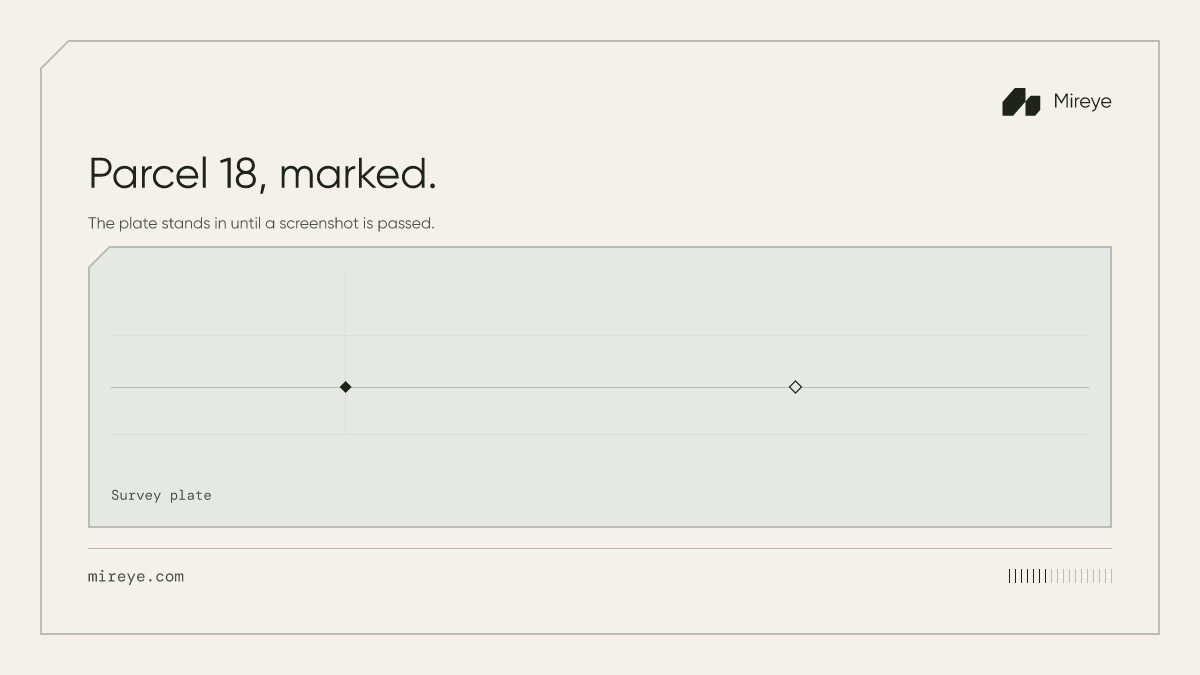 Mireye
Parcel 18, marked.
The plate stands in until a screenshot is passed.
Survey plate
mireye.com